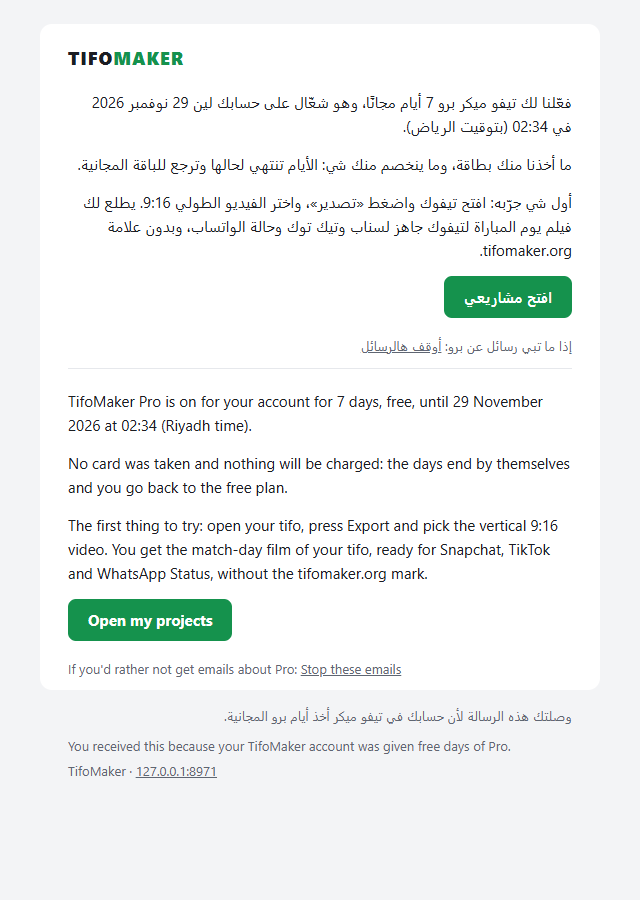 TIFOMAKER
فعّلنا لك تيفو ميكر برو 7 أيام مجانًا، وهو شغّال على حسابك لين 29 نوفمبر 2026
في 02:34 (بتوقيت الرياض).
ما أخذنا منك بطاقة، وما ينخصم منك شي: الأيام تنتهي لحالها وترجع للباقة المجانية.
أول شي جرّبه: افتح تيفوك واضغط «تصدير»، واختر الفيديو الطولي 9:16. يطلع لك
فيلم يوم المباراة لتيفوك جاهز لسناب وتيك توك وحالة الواتساب، وبدون علامة
tifomaker.org.
افتح مشاريعي
إذا ما تبي رسائل عن برو: أوقف هالرسائل
TifoMaker Pro is on for your account for 7 days, free, until 29 November
2026 at 02:34 (Riyadh time).
No card was taken and nothing will be charged: the days end by themselves
and you go back to the free plan.
The first thing to try: open your tifo, press Export and pick the vertical 9:16
video. You get the match-day film of your tifo, ready for Snapchat, TikTok
and WhatsApp Status, without the tifomaker.org mark.
Open my projects
If you'd rather not get emails about Pro: Stop these emails
وصلتك هذه الرسالة لأن حسابك في تيفو ميكر أخذ أيام برو المجانية.
You received this because your TifoMaker account was given free days of Pro.
TifoMaker · 127.0.0.1:8971